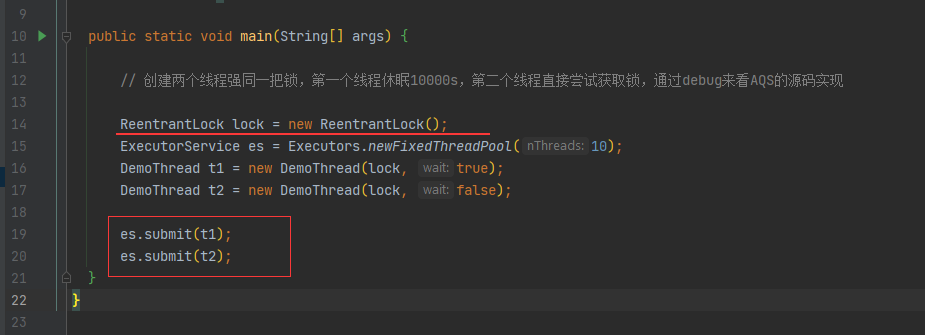 9
10 public static void main(String[] args) {
11
12 // 创建两个线程强同一把锁，第一个线程休眠10000s，第二个线程直接尝试获取锁，通过debug来看AQS的源码实现
13
14 ReentrantLock lock = new ReentrantLock();
15 ExecutorService es = Executors.newFixedThreadPool( nThreads: 10);
16 DemoThread t1 = new DemoThread(lock, wait: true);
17 DemoThread t2 = new DemoThread(lock, wait: false);
18
19 es.submit(t1);
20 es.submit(t2);
21 }
22 }
23